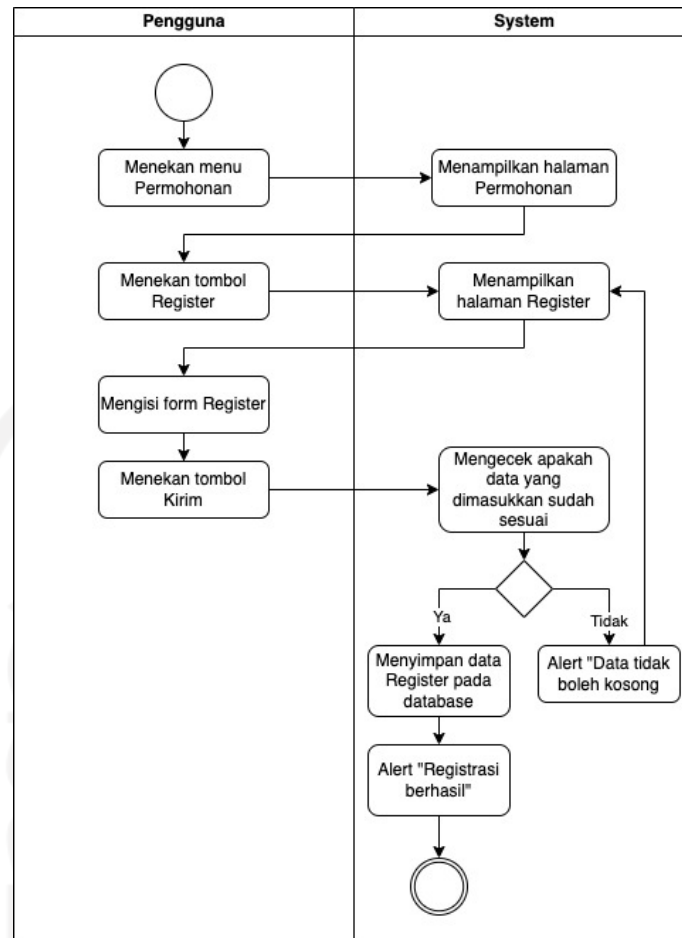 Pengguna
System
Menekan menu
Permohonan
Menampilkan halaman
Permohonan
Menekan tombol
Register
Menampilkan
halaman Register
Mengisi form Register
Menekan tombol
Kirim
Mengecek apakah
data yang
dimasukkan sudah
sesuai
Ya
Tidak
Menyimpan data
Register pada
database
Alert "Data tidak
boleh kosong
Alert "Registrasi
berhasil"